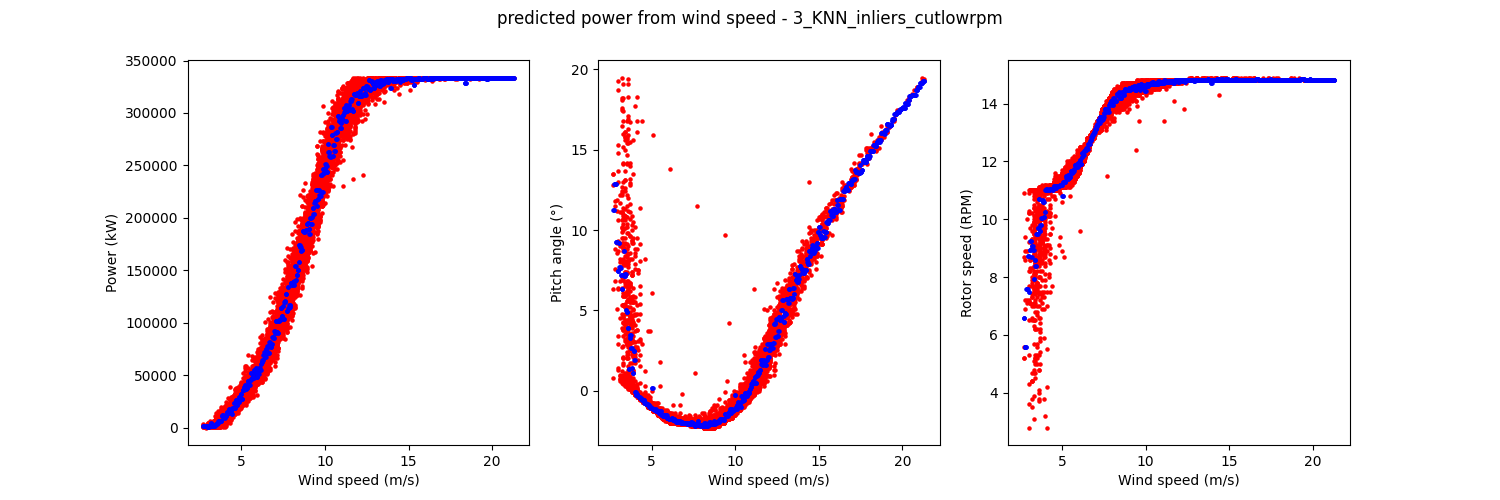 predicted power from wind speed - 3_KNN_inliers_cutlowrpm
350000
300000
250000
200000
150000
100000
50000
0
Power (kW)
5 10 15 20
Wind speed (m/s)
20
15
10
5
0
Pitch angle (°)
5 10 15 20
Wind speed (m/s)
14
12
10
8
6
4
Rotor speed (RPM)
5 10 15 20
Wind speed (m/s)